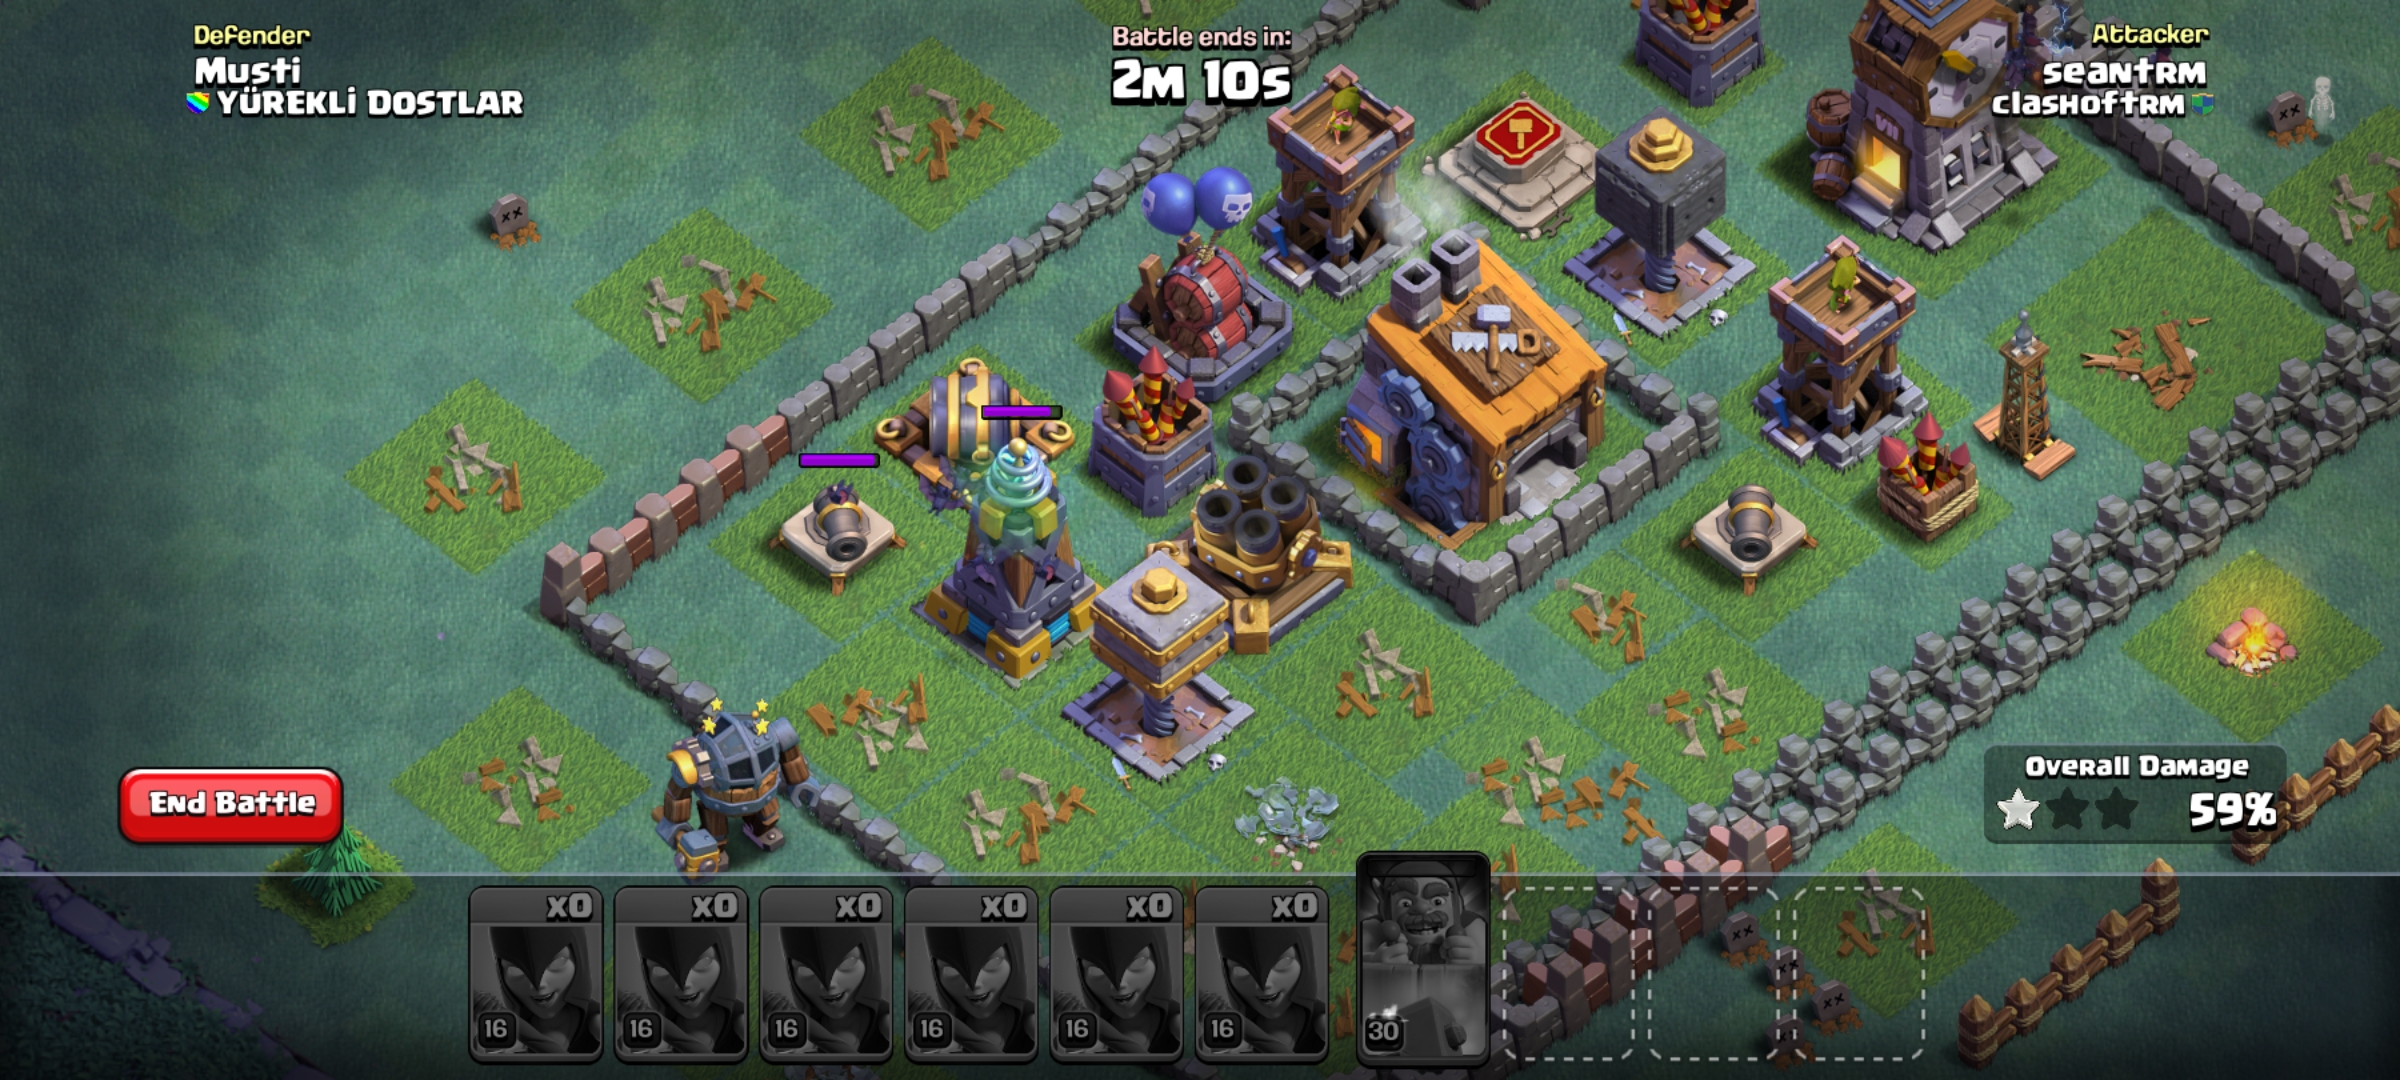 Defender
Musti
YÜREKLİ DOSTLAR
Battle ends in:
2M 10S
Attacker
seantRM
clashoftRM
VII
End Battle
Overall Damage
59%
x0
x0
x0
x0
x0
x0
16
16
16
16
16
16
30